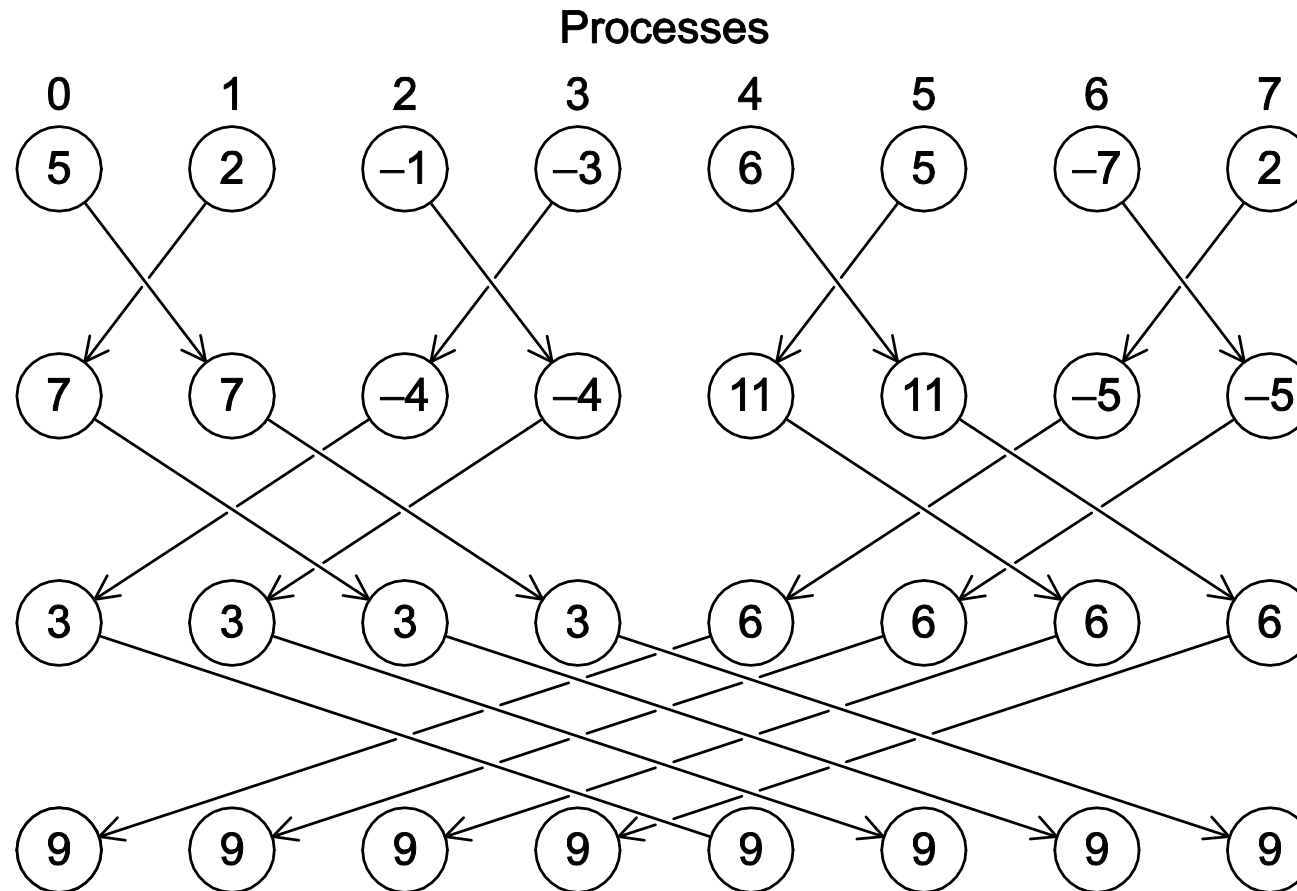 Processes
0 1 2 3 4 5 6 7
5 2 –1 –3 6 5 –7 2
7 7 –4 –4 11 11 –5 –5
3 3 3 3 6 6 6 6
9 9 9 9 9 9 9 9